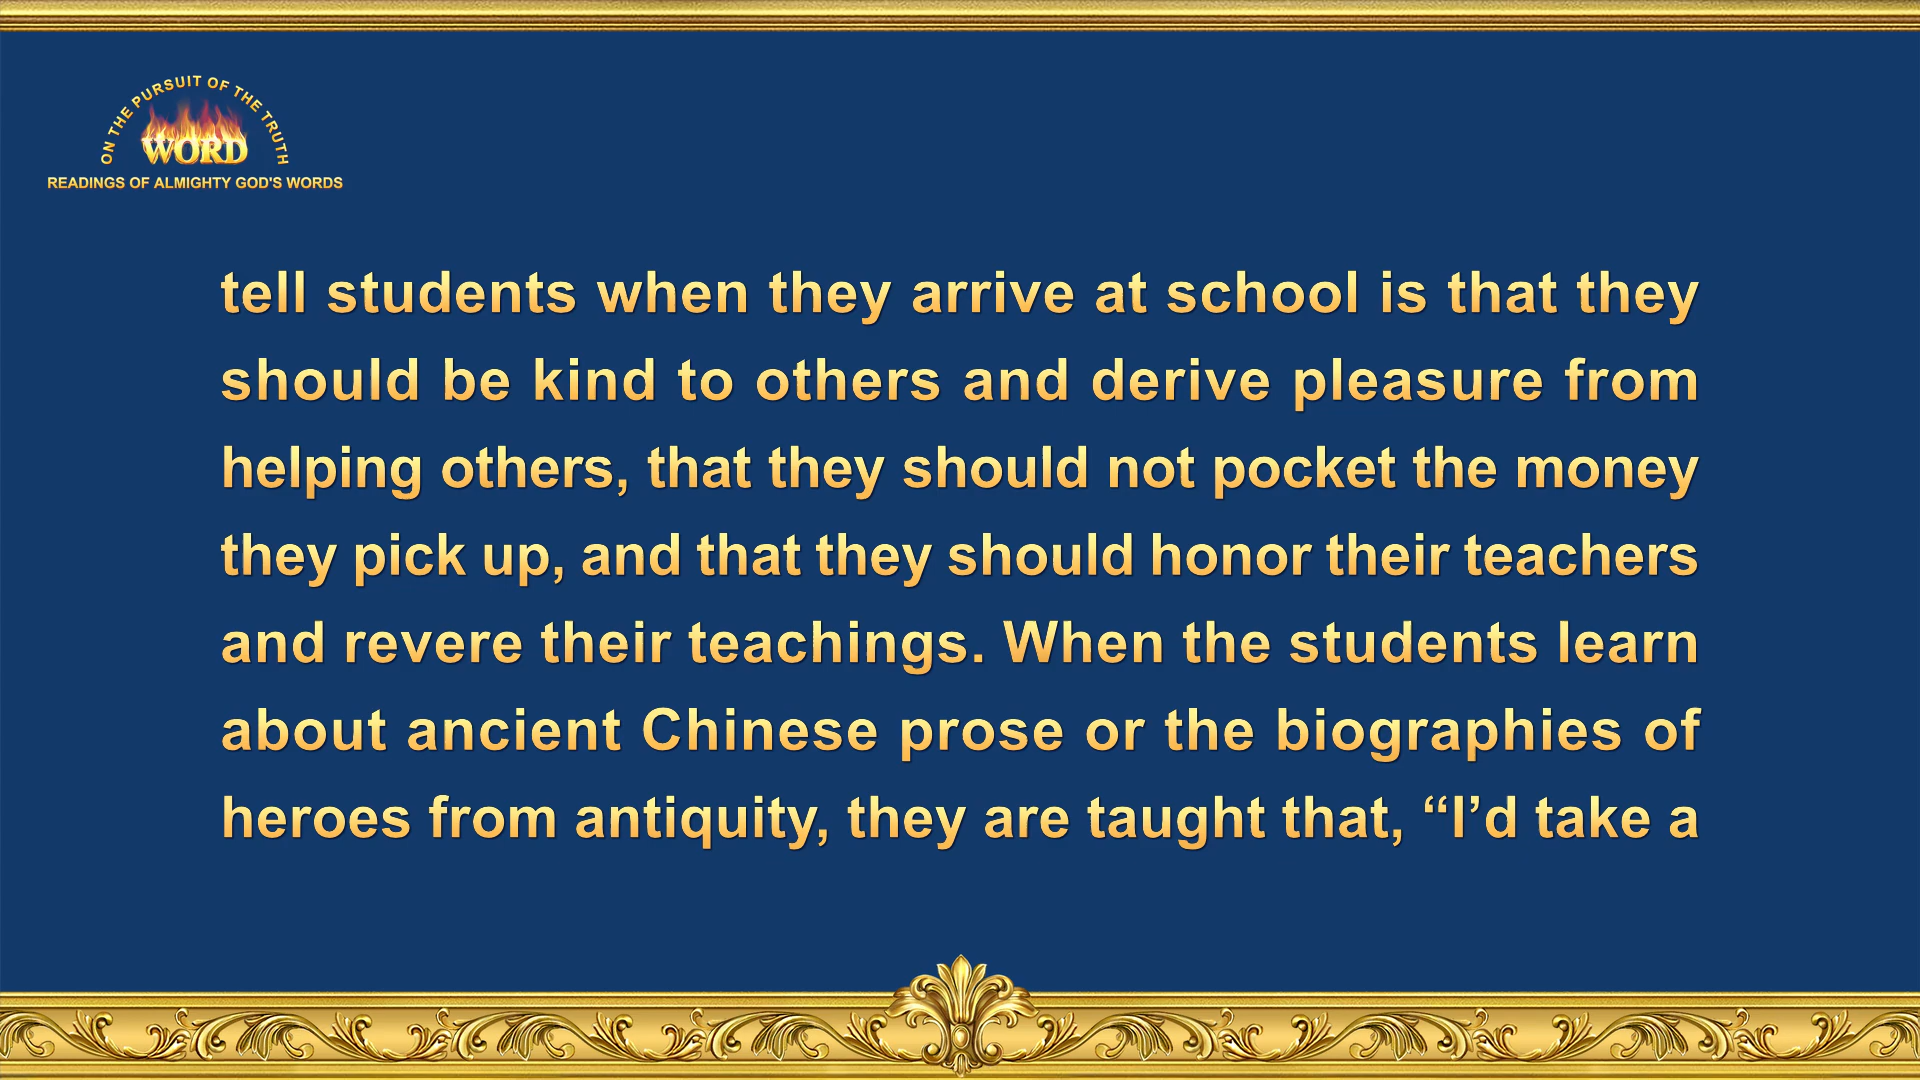 ON THE PURSUIT OF THE TRUTH
WORD
READINGS OF ALMIGHTY GOD'S WORDS
tell students when they arrive at school is that they
should be kind to others and derive pleasure from
helping others, that they should not pocket the money
they pick up, and that they should honor their teachers
and revere their teachings. When the students learn
about ancient Chinese prose or the biographies of
heroes from antiquity, they are taught that, “I’d take a